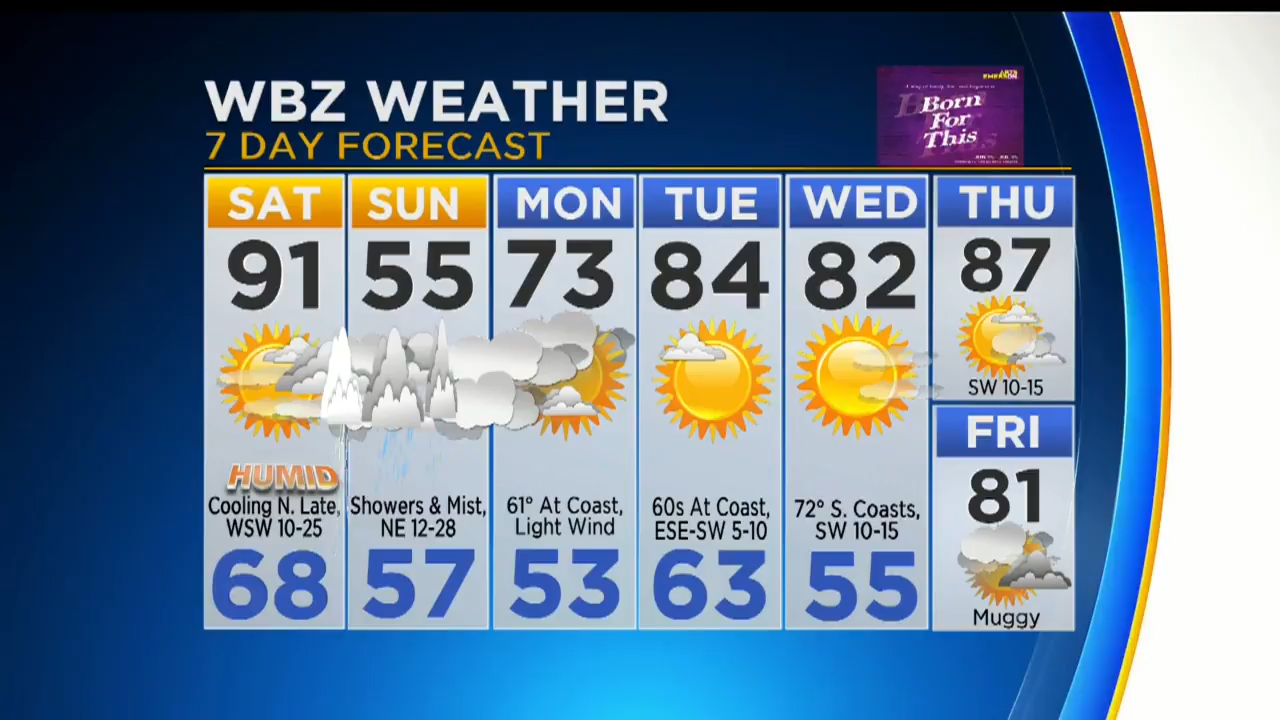 WBZ WEATHER
7 DAY FORECAST
ARTS
EMERSON
Born
For
This
SAT
91
HUMID
Cooling N. Late,
WSW 10-25
68
SUN
55
Showers & Mist,
NE 12-28
57
MON
73
61° At Coast,
Light Wind
53
TUE
84
60s At Coast,
ESE-SW 5-10
63
WED
82
72° S. Coasts,
SW 10-15
55
THU
87
SW 10-15
FRI
81
Muggy